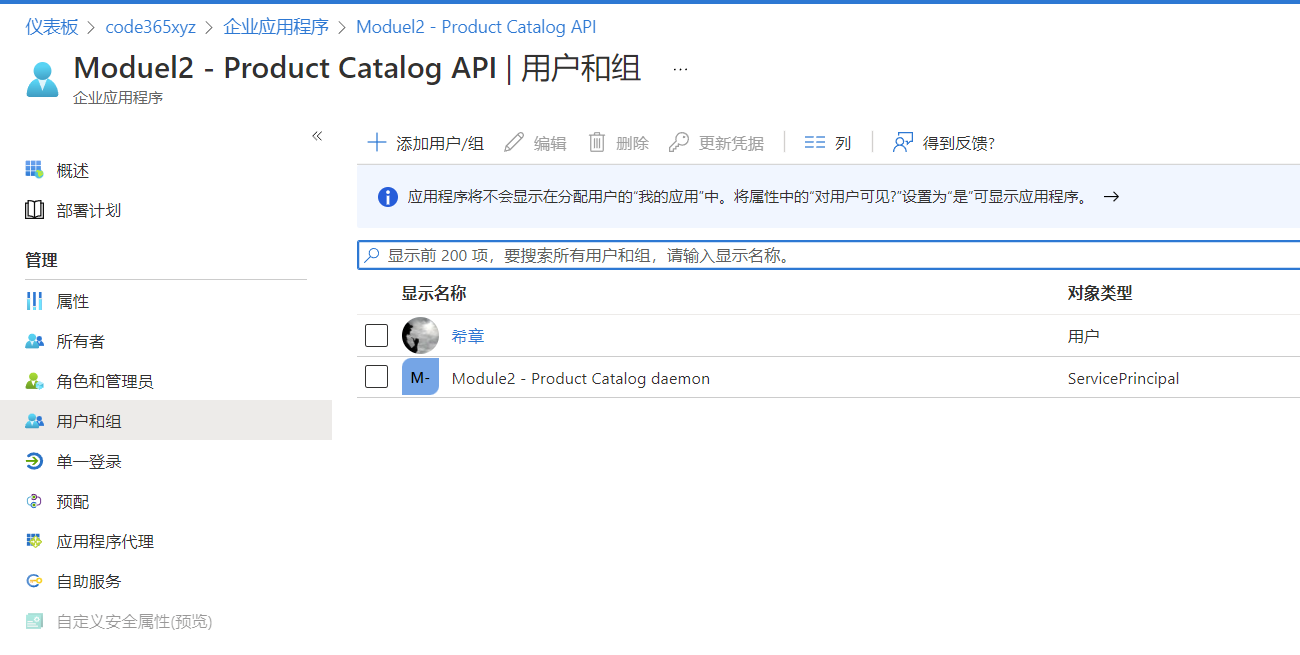 仪表板 > code365xyz > 企业应用程序 > Moduel2 - Product Catalog API
Moduel2 - Product Catalog API | 用户和组 ...
企业应用程序
«
概述
部署计划
管理
属性
所有者
角色和管理员
用户和组
单一登录
预配
应用程序代理
自助服务
自定义安全属性(预览)
添加用户/组 编辑 删除 更新凭据 列 得到反馈?
应用程序将不会显示在分配用户的“我的应用”中。将属性中的“对用户可见?”设置为“是”可显示应用程序。 →
显示前 200 项，要搜索所有用户和组，请输入显示名称。
显示名称 对象类型
希章 用户
M- Module2 - Product Catalog daemon ServicePrincipal